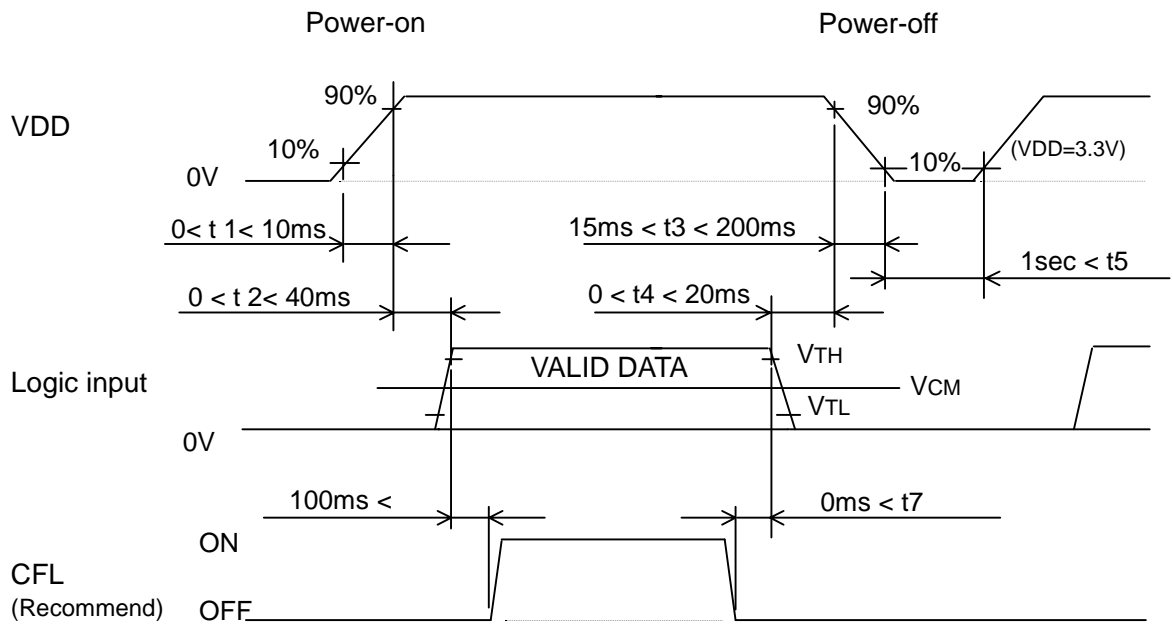 Power-on
Power-off
VDD
90%
10%
0V
90%
10%
(VDD=3.3V)
0< t 1< 10ms
15ms < t3 < 200ms
1sec < t5
0 < t 2< 40ms
0 < t4 < 20ms
Logic input
VALID DATA
VTH
VCM
VTL
0V
100ms <
0ms < t7
CFL
(Recommend)
ON
OFF